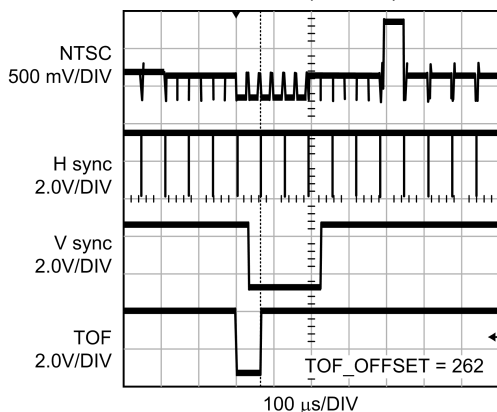 NTSC
500 mV/DIV
H sync
2.0V/DIV
V sync
2.0V/DIV
TOF
2.0V/DIV
TOF_OFFSET = 262
100 μs/DIV